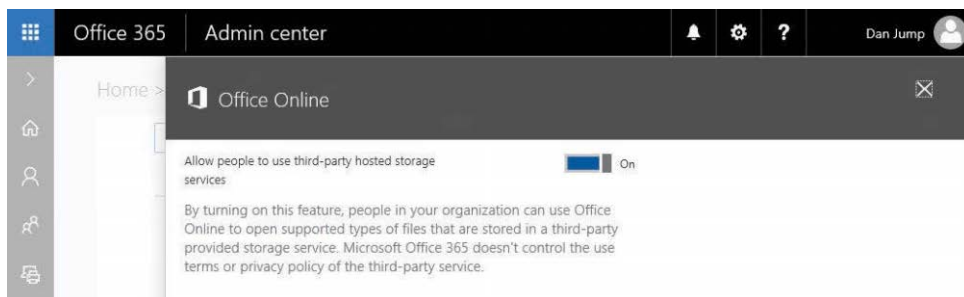 Office 365 Admin center ? Dan Jump
Home >
Office Online
Allow people to use third-party hosted storage
services
On
By turning on this feature, people in your organization can use Office
Online to open supported types of files that are stored in a third-party
provided storage service. Microsoft Office 365 doesn't control the use
terms or privacy policy of the third-party service.